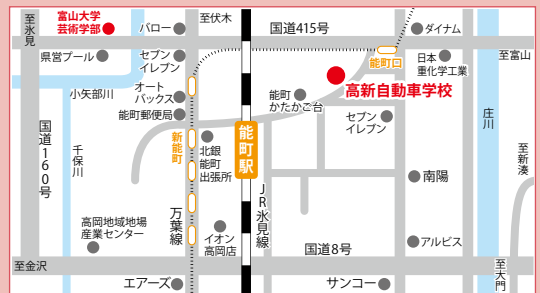 至氷見
富山大学
芸術学部
バロー
至伏木
国道415号
ダイナム
県営プール
セブン
イレブン
能町口
日本
重化学工業
至富山
小矢部川
オート
バックス
能町
かたかご台
高新自動車学校
能町郵便局
セブン
イレブン
庄川
国道160号
千保川
新能町
北銀
能町
出張所
能町駅
至新湊
南陽
万葉線
JR氷見線
高岡地域地場
産業センター
イオン
高岡店
国道8号
アルビス
至金沢
至大門
エアーズ
サンコー